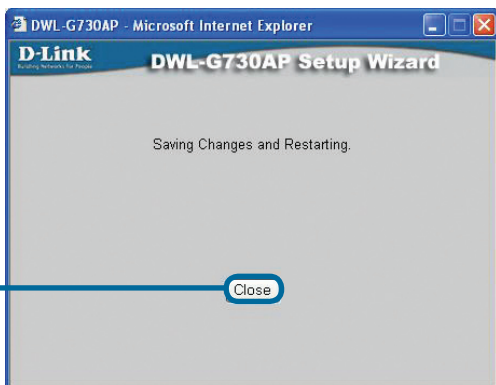 DWL-G730AP - Microsoft Internet Explorer
D-Link
Building Networks for People
DWL-G730AP Setup Wizard
Saving Changes and Restarting.
Close